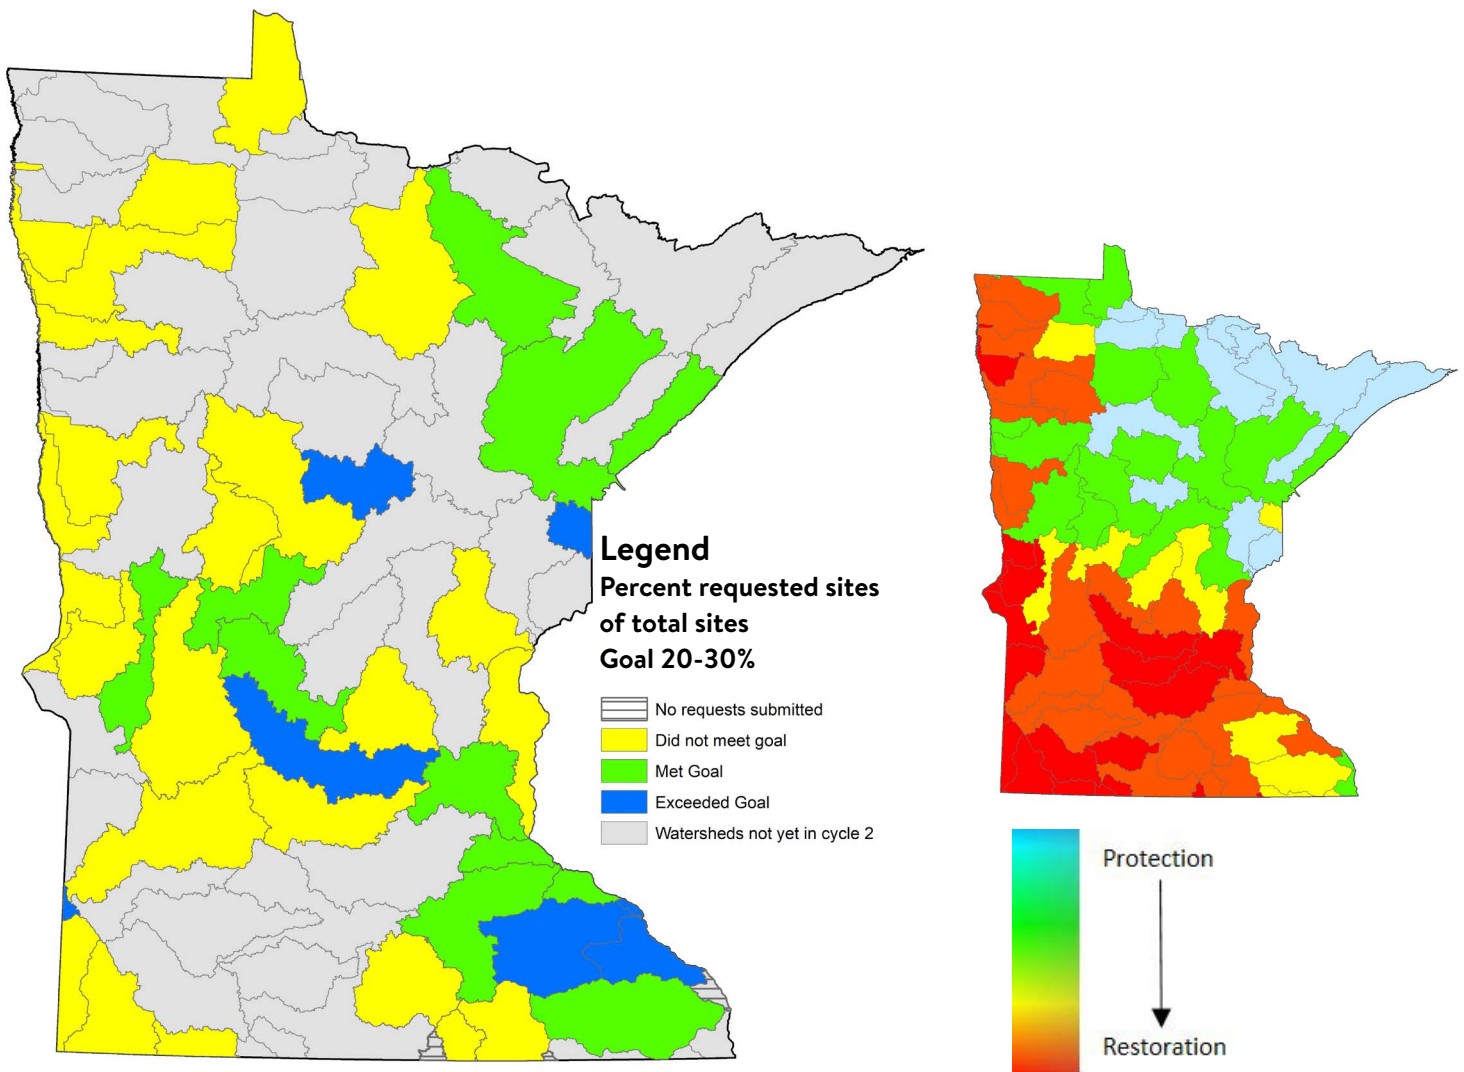 Legend
Percent requested sites
of total sites
Goal 20-30%
No requests submitted
Did not meet goal
Met Goal
Exceeded Goal
Watersheds not yet in cycle 2
Protection
Restoration